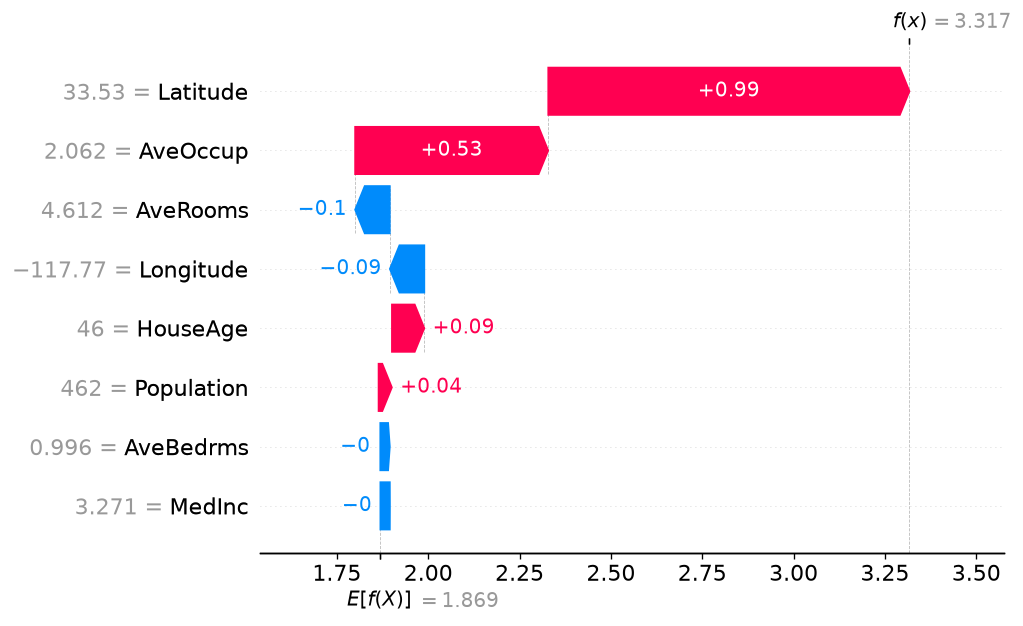 f(x) = 3.317
33.53 = Latitude
+0.99
2.062 = AveOccup
+0.53
4.612 = AveRooms
−0.1
−117.77 = Longitude
−0.09
46 = HouseAge
+0.09
462 = Population
+0.04
0.996 = AveBedrms
−0
3.271 = MedInc
−0
1.75 2.00 2.25 2.50 2.75 3.00 3.25 3.50
E[f(X)] = 1.869